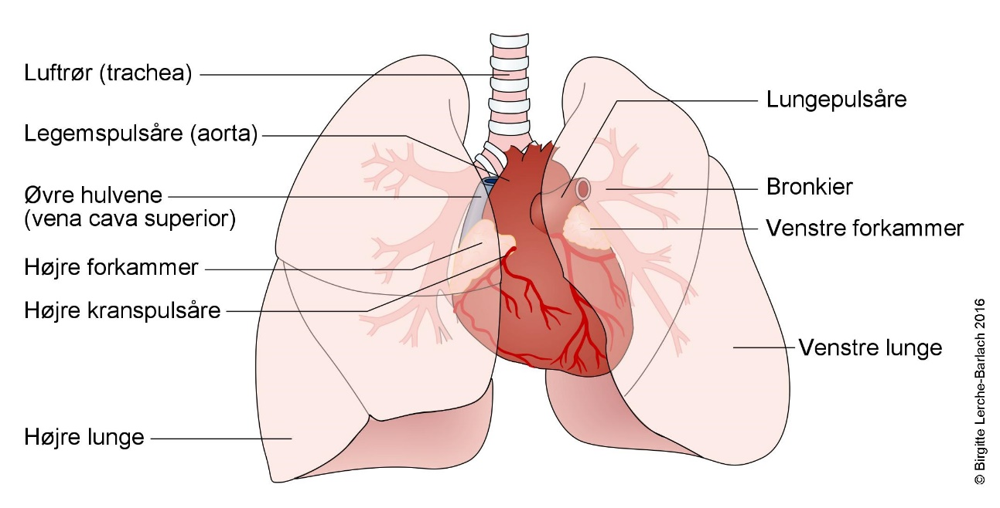 Luftrør (trachea)
Legemspulsåre (aorta)
Øvre hulvene
(vena cava superior)
Højre forkammer
Højre kranspulsåre
Højre lunge
Lungepulsåre
Bronkier
Venstre forkammer
Venstre lunge
© Birgitte Lerche-Barlach 2016